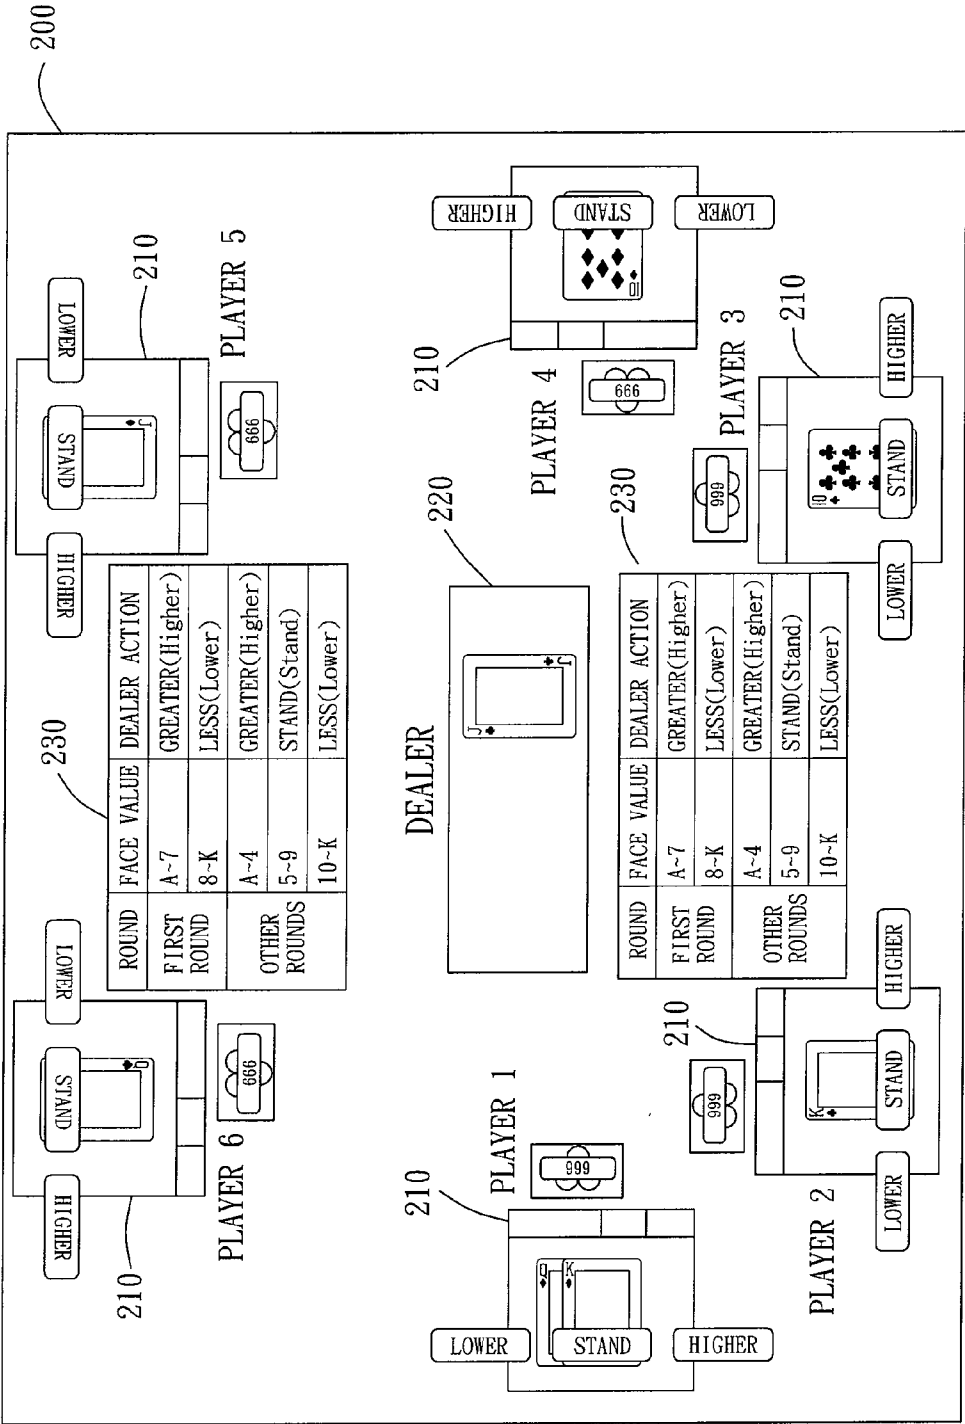 200
LOWER
STAND
HIGHER
J
210
PLAYER 5
999
LOWER
STAND
HIGHER
Q
210
PLAYER 6
999
230
ROUND FACE VALUE DEALER ACTION
FIRST ROUND A~7 GREATER(Higher)
8~K LESS(Lower)
OTHER ROUNDS A~4 GREATER(Higher)
5~9 STAND(Stand)
10~K LESS(Lower)
HIGHER
STAND
LOWER
10
210
PLAYER 4
999
DEALER
220
J
J
PLAYER 1
999
210
Q
K
LOWER
STAND
HIGHER
230
ROUND FACE VALUE DEALER ACTION
FIRST ROUND A~7 GREATER(Higher)
8~K LESS(Lower)
OTHER ROUNDS A~4 GREATER(Higher)
5~9 STAND(Stand)
10~K LESS(Lower)
PLAYER 3
999
210
10
LOWER
STAND
HIGHER
PLAYER 2
999
210
K
LOWER
STAND
HIGHER